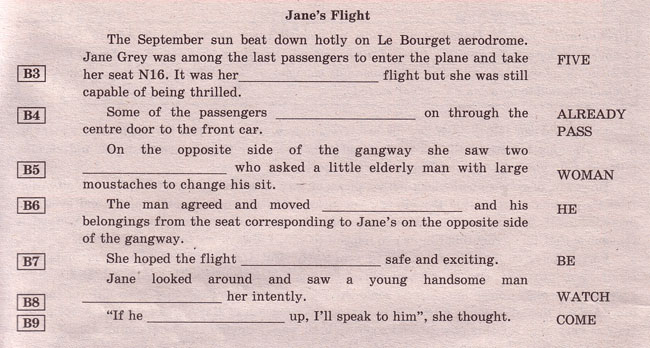 Jane's Flight
The September sun beat down hotly on Le Bourget aerodrome.
Jane Grey was among the last passengers to enter the plane and take FIVE
B3 her seat N16. It was her____________ flight but she was still
capable of being thrilled.
B4 Some of the passengers ____________ on through the ALREADY
centre door to the front car. PASS
On the opposite side of the gangway she saw two
B5 ____________ who asked a little elderly man with large WOMAN
moustaches to change his sit.
B6 The man agreed and moved ____________ and his HE
belongings from the seat corresponding to Jane's on the opposite side
of the gangway.
B7 She hoped the flight ____________ safe and exciting. BE
Jane looked around and saw a young handsome man
B8 ____________ her intently. WATCH
B9 "If he ____________ up, I'll speak to him", she thought. COME